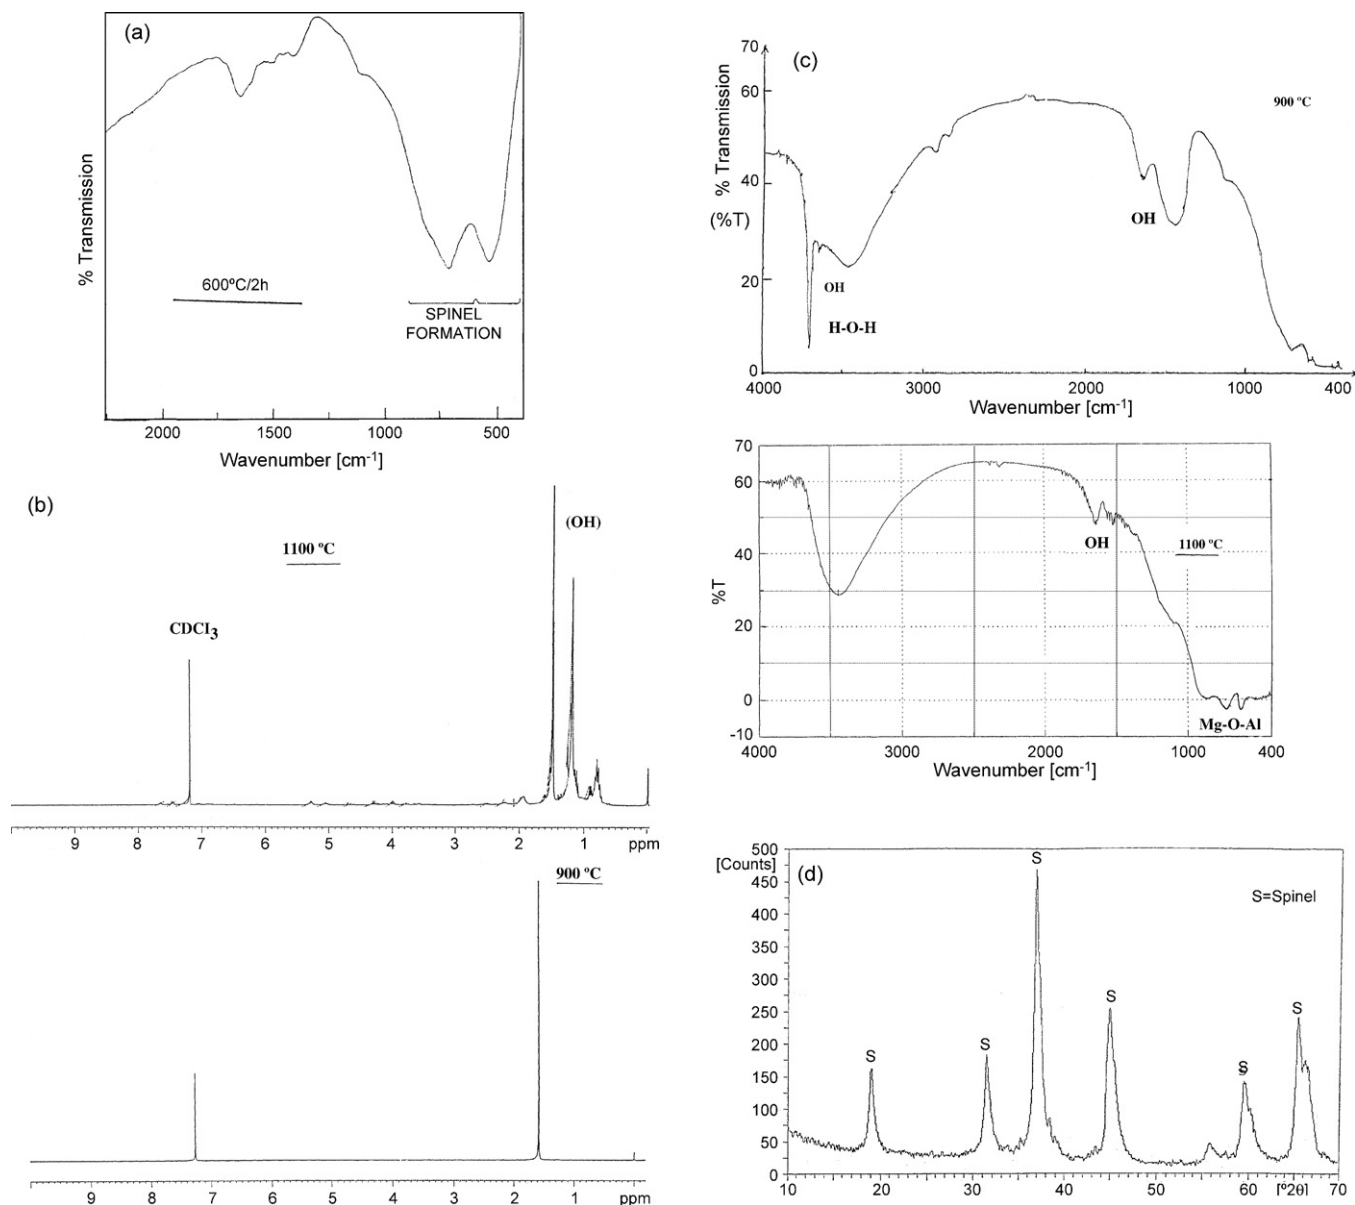 (a)
% Transmission
600ºC/2h
SPINEL
FORMATION
2000 1500 1000 500
Wavenumber [cm-1]
(b)
(OH)
1100 ºC
CDCl3
9 8 7 6 5 4 3 2 1 ppm
900 ºC
9 8 7 6 5 4 3 2 1 ppm
(c)
70
60
40
20
0
% Transmission
(%T)
900 ºC
OH
OH
H-O-H
4000 3000 2000 1000 400
Wavenumber [cm-1]
70
60
40
20
0
-10
%T
OH
1100 ºC
Mg-O-Al
4000 3000 2000 1000 400
Wavenumber [cm-1]
(d)
[Counts]
500
450
400
350
300
250
200
150
100
50
0
S=Spinel
S
S
S
S
S
S
10 20 30 40 50 60 [º2θ] 70